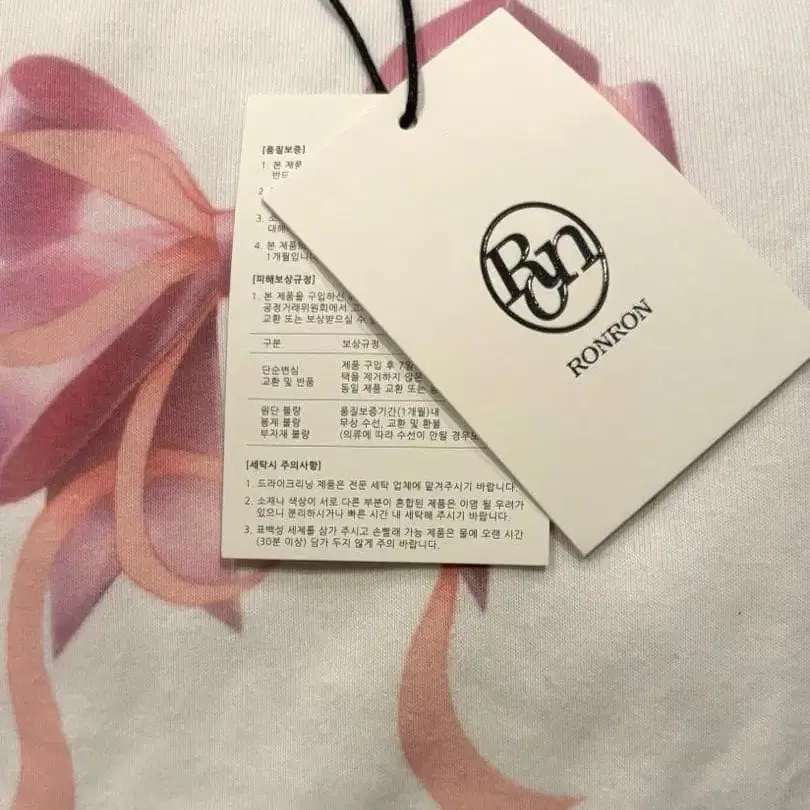 [품질보증]
1. 본 제품
반드
2.
3. 소
대해
4. 본 제품의
1개월입니다
[피해보상규정]
1. 본 제품을 구입하신
공정거래위원회에서 고
교환 또는 보상받으실 수
구분 보상규정
단순변심
교환 및 반품
제품 구입 후 7일
택을 제거하지 않은
동일 제품 교환 또는
원단 불량
봉제 불량
부자재 불량
품질보증기간(1개월)내
무상 수선, 교환 및 환불
(의류에 따라 수선이 안될 경우도
[세탁시 주의사항]
1. 드라이크리닝 제품은 전문 세탁 업체에 맡겨주시기 바랍니다.
2. 소재나 색상이 서로 다른 부분이 혼합된 제품은 이염 될 우려가
있으니 분리하시거나 빠른 시간 내 세탁해 주시기 바랍니다.
3. 표백성 세제를 삼가 주시고 손빨래 가능 제품은 물에 오랜 시간
(30분 이상) 담가 두지 않게 주의 바랍니다.
Ron
RONRON